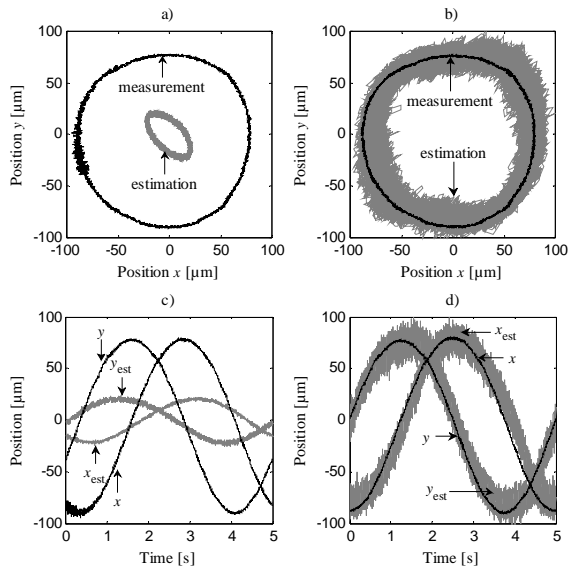 a)
100
50
0
-50
-100
Position y [µm]
measurement
estimation
-100 -50 0 50 100
Position x [µm]
b)
100
50
0
-50
-100
Position y [µm]
measurement
estimation
-100 -50 0 50 100
Position x [µm]
c)
100
50
0
-50
-100
Position [µm]
y
yest
xest
x
0 1 2 3 4 5
Time [s]
d)
100
50
0
-50
-100
Position [µm]
xest
x
y
yest
0 1 2 3 4 5
Time [s]